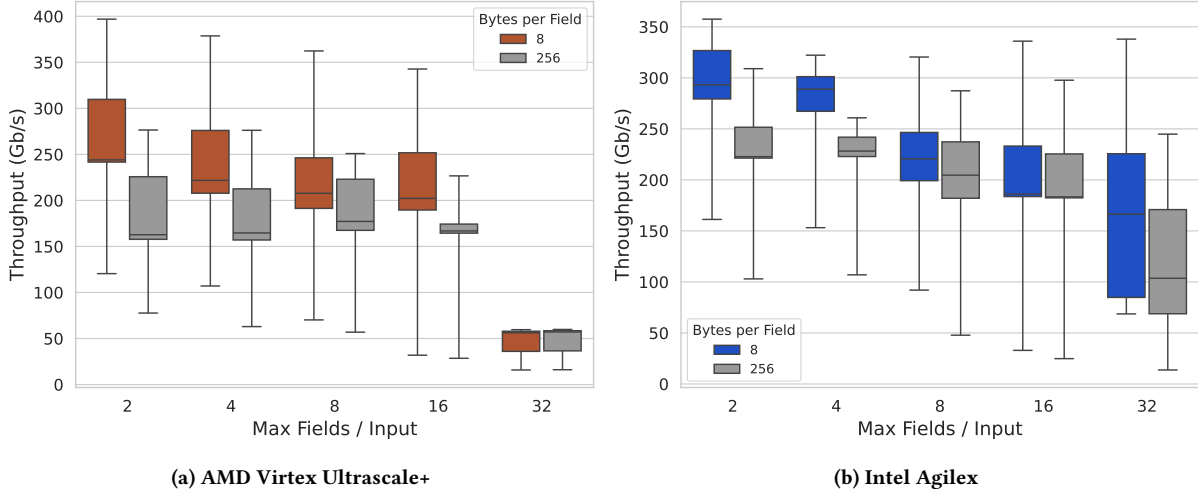 400
350
300
250
200
150
100
50
0
Throughput (Gb/s)
Bytes per Field
8
256
2 4 8 16 32
Max Fields / Input
(a) AMD Virtex Ultrascale+
350
300
250
200
150
100
50
0
Throughput (Gb/s)
Bytes per Field
8
256
2 4 8 16 32
Max Fields / Input
(b) Intel Agilex